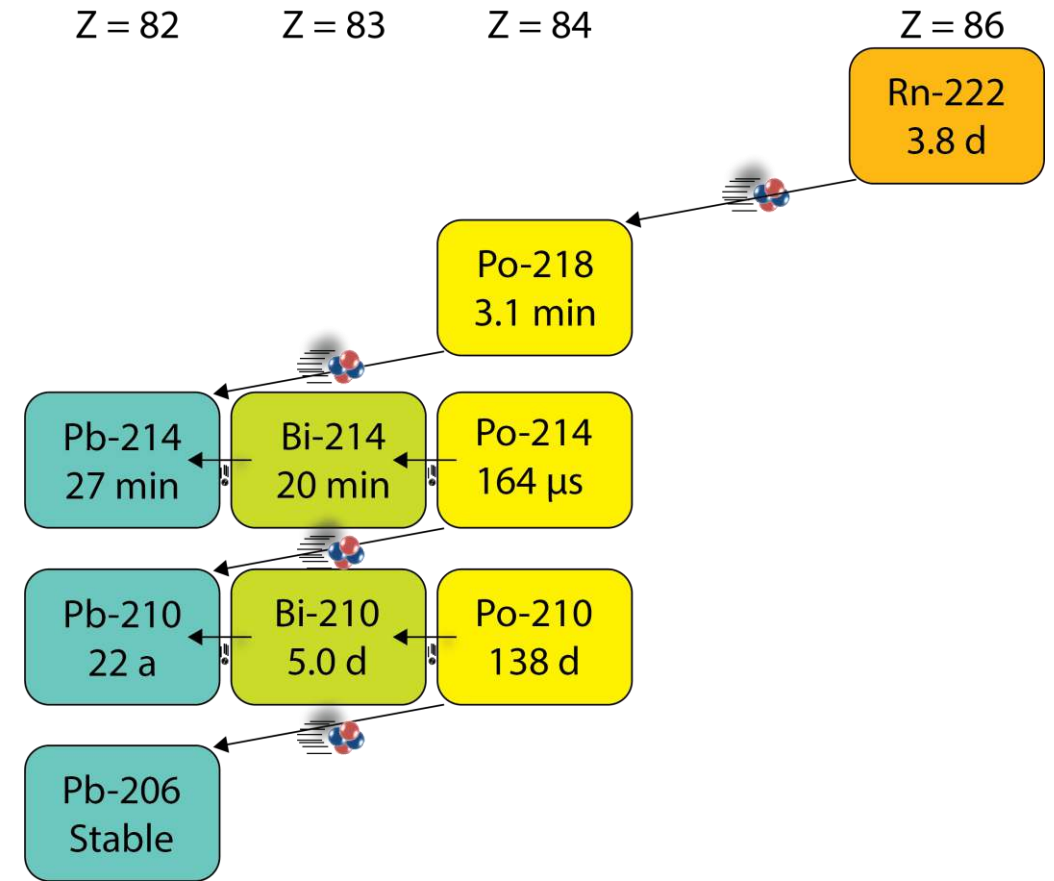 Z = 82
Z = 83
Z = 84
Z = 86
Rn-222
3.8 d
Po-218
3.1 min
Pb-214
27 min
Bi-214
20 min
Po-214
164 μs
Pb-210
22 a
Bi-210
5.0 d
Po-210
138 d
Pb-206
Stable